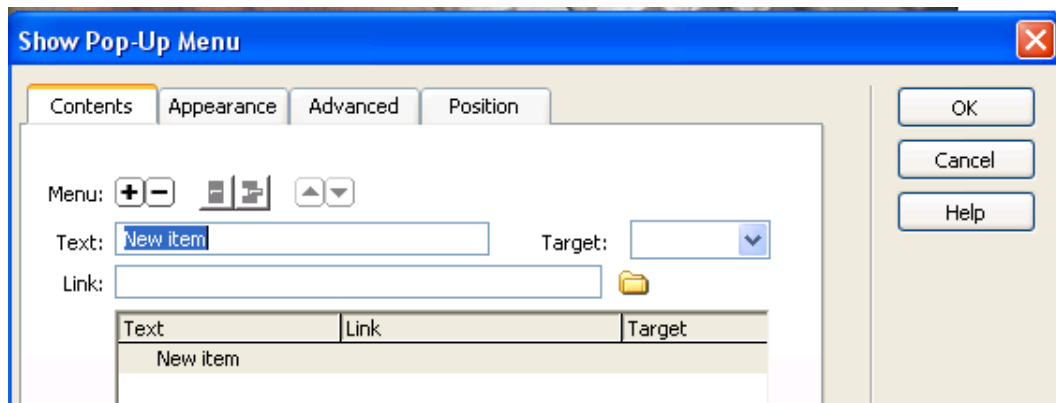 Show Pop-Up Menu
Contents Appearance Advanced Position
OK
Cancel
Help
Menu:
Text: New item Target:
Link:
Text Link Target
New item